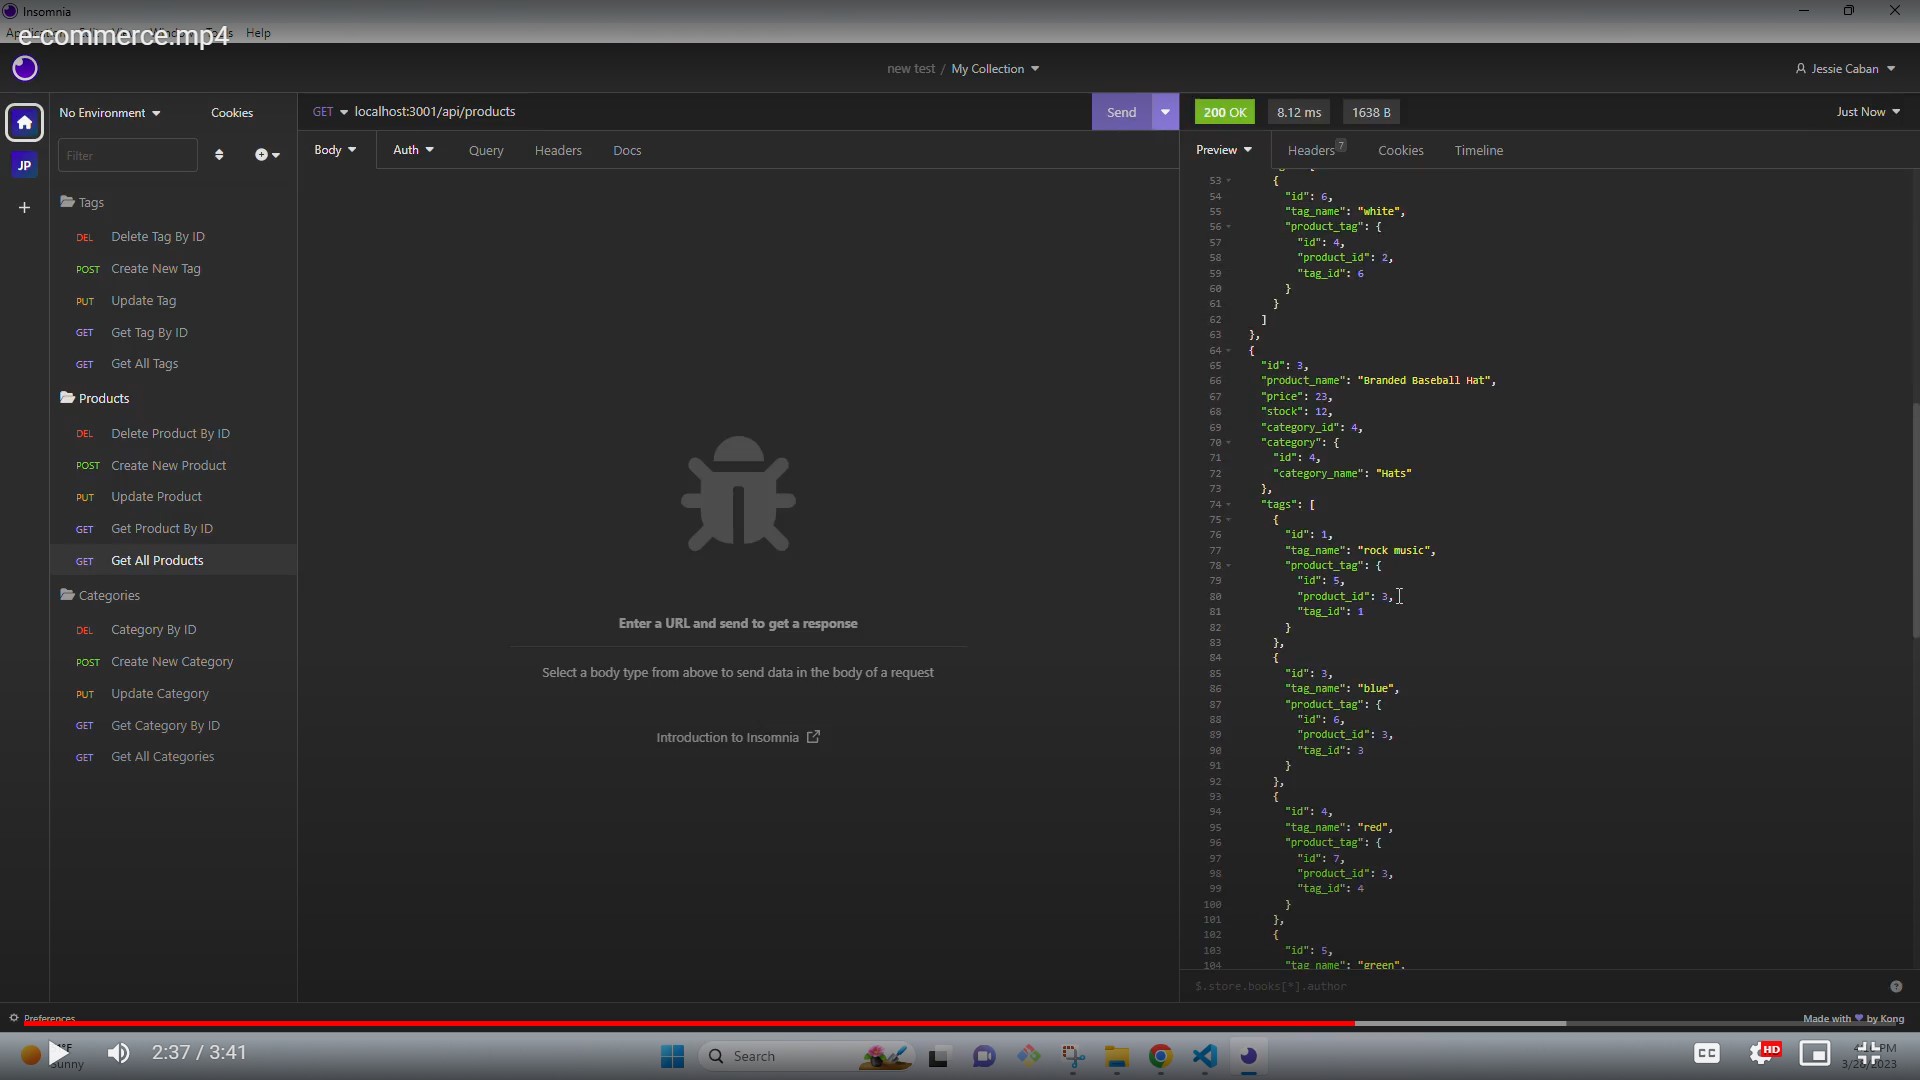 Insomnia
e-commerce.mp4
Help
new test / My Collection
Jessie Caban
No Environment
Cookies
GET localhost:3001/api/products
Send
200 OK
8.12 ms
1638 B
Just Now
Filter
Body
Auth
Query
Headers
Docs
Preview
Headers 7
Cookies
Timeline
JP
Tags
DEL Delete Tag By ID
POST Create New Tag
PUT Update Tag
GET Get Tag By ID
GET Get All Tags
Products
DEL Delete Product By ID
POST Create New Product
PUT Update Product
GET Get Product By ID
GET Get All Products
Categories
DEL Category By ID
POST Create New Category
PUT Update Category
GET Get Category By ID
GET Get All Categories
Enter a URL and send to get a response
Select a body type from above to send data in the body of a request
Introduction to Insomnia
53 {
54 "id": 6,
55 "tag_name": "white",
56 "product_tag": {
57 "id": 4,
58 "product_id": 2,
59 "tag_id": 6
60 }
61 }
62 ]
63 },
64 {
65 "id": 3,
66 "product_name": "Branded Baseball Hat",
67 "price": 23,
68 "stock": 12,
69 "category_id": 4,
70 "category": {
71 "id": 4,
72 "category_name": "Hats"
73 },
74 "tags": [
75 {
76 "id": 1,
77 "tag_name": "rock music",
78 "product_tag": {
79 "id": 5,
80 "product_id": 3,
81 "tag_id": 1
82 }
83 },
84 {
85 "id": 3,
86 "tag_name": "blue",
87 "product_tag": {
88 "id": 6,
89 "product_id": 3,
90 "tag_id": 3
91 }
92 },
93 {
94 "id": 4,
95 "tag_name": "red",
96 "product_tag": {
97 "id": 7,
98 "product_id": 3,
99 "tag_id": 4
100 }
101 },
102 {
103 "id": 5,
104 "tag_name": "green",
$.store.books[*].author
Preferences
Made with by Kong
2:37 / 3:41
Search
CC
HD
PM
3/26/2023